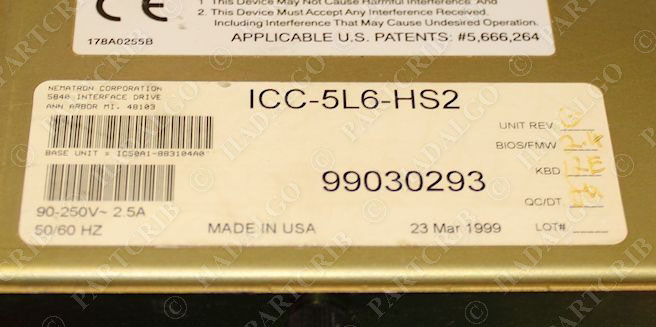 1. This Device May Not Cause Harmful Interference And
2. This Device Must Accept Any Interference Received,
Including Interference That May Cause Undesired Operation.
178A0255B
APPLICABLE U.S. PATENTS: #5,666,264
NEMATRON CORPORATION
5840 INTERFACE DRIVE
ANN ARBOR MI. 48103
ICC-5L6-HS2
UNIT REV
BIOS/FMW
BASE UNIT = IC50A1-883104A0
KBD
99030293
QC/DT
90-250V~ 2.5A
50/60 HZ
MADE IN USA
23 Mar 1999
LOT#
© PARTCRIB © HADALGO